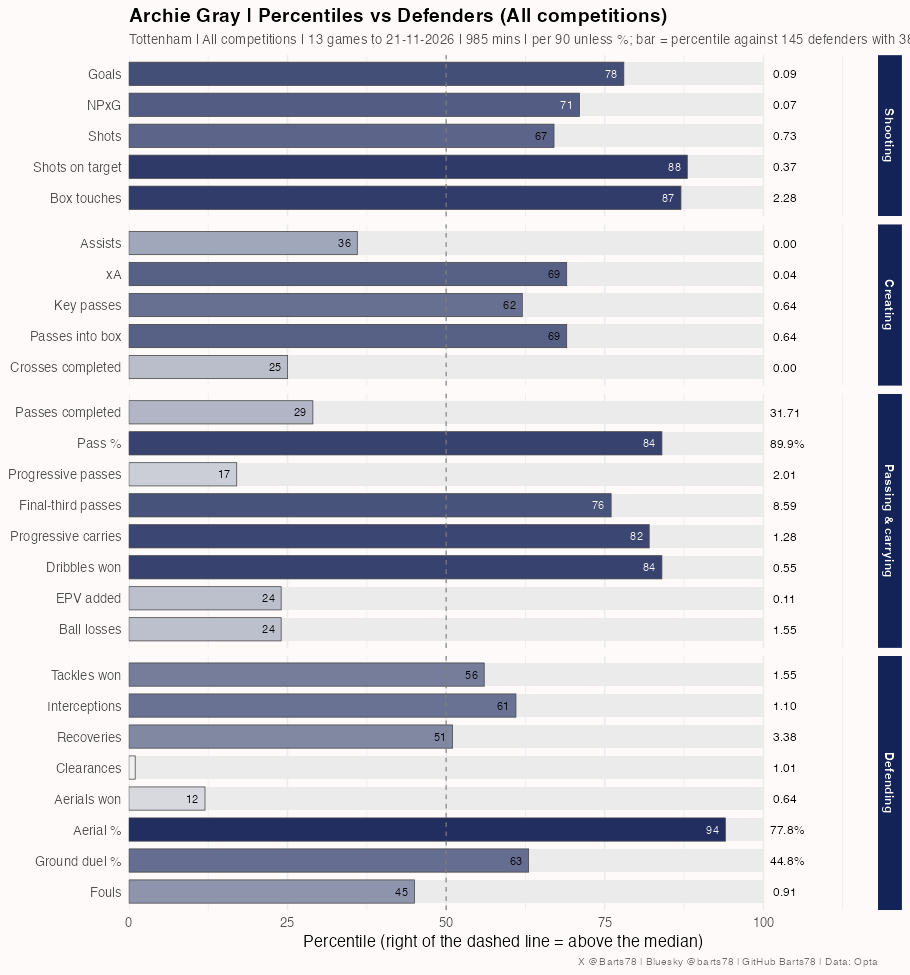 Archie Gray | Percentiles vs Defenders (All competitions)
Tottenham | All competitions | 13 games to 21-11-2026 | 985 mins | per 90 unless %; bar = percentile against 145 defenders with 38
Shooting
Goals 78 0.09
NPxG 71 0.07
Shots 67 0.73
Shots on target 88 0.37
Box touches 87 2.28
Creating
Assists 36 0.00
xA 69 0.04
Key passes 62 0.64
Passes into box 69 0.64
Crosses completed 25 0.00
Passing & carrying
Passes completed 29 31.71
Pass % 84 89.9%
Progressive passes 17 2.01
Final-third passes 76 8.59
Progressive carries 82 1.28
Dribbles won 84 0.55
EPV added 24 0.11
Ball losses 24 1.55
Defending
Tackles won 56 1.55
Interceptions 61 1.10
Recoveries 51 3.38
Clearances 1.01
Aerials won 12 0.64
Aerial % 94 77.8%
Ground duel % 63 44.8%
Fouls 45 0.91
0 25 50 75 100
Percentile (right of the dashed line = above the median)
X @Barts78 | Bluesky @barts78 | GitHub Barts78 | Data: Opta